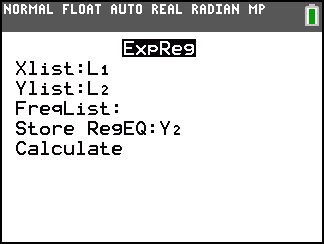 NORMAL FLOAT AUTO REAL RADIAN MP
ExpReg
Xlist:L₁
Ylist:L₂
FreqList:
Store RegEQ:Y₂
Calculate